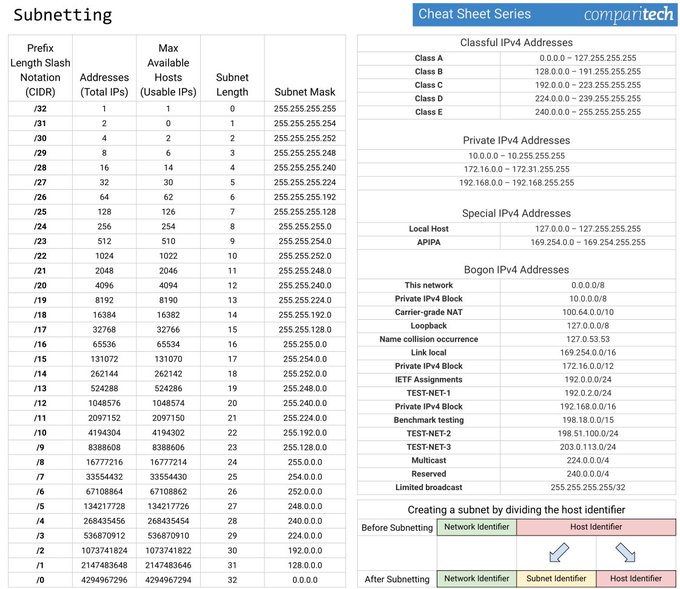 Subnetting
Cheat Sheet Series
comparitech
Prefix Length Slash Notation (CIDR) Addresses (Total IPs) Max Available Hosts (Usable IPs) Subnet Length Subnet Mask
/32 1 1 0 255.255.255.255
/31 2 0 1 255.255.255.254
/30 4 2 2 255.255.255.252
/29 8 6 3 255.255.255.248
/28 16 14 4 255.255.255.240
/27 32 30 5 255.255.255.224
/26 64 62 6 255.255.255.192
/25 128 126 7 255.255.255.128
/24 256 254 8 255.255.255.0
/23 512 510 9 255.255.254.0
/22 1024 1022 10 255.255.252.0
/21 2048 2046 11 255.255.248.0
/20 4096 4094 12 255.255.240.0
/19 8192 8190 13 255.255.224.0
/18 16384 16382 14 255.255.192.0
/17 32768 32766 15 255.255.128.0
/16 65536 65534 16 255.255.0.0
/15 131072 131070 17 255.254.0.0
/14 262144 262142 18 255.252.0.0
/13 524288 524286 19 255.248.0.0
/12 1048576 1048574 20 255.240.0.0
/11 2097152 2097150 21 255.224.0.0
/10 4194304 4194302 22 255.192.0.0
/9 8388608 8388606 23 255.128.0.0
/8 16777216 16777214 24 255.0.0.0
/7 33554432 33554430 25 254.0.0.0
/6 67108864 67108862 26 252.0.0.0
/5 134217728 134217726 27 248.0.0.0
/4 268435456 268435454 28 240.0.0.0
/3 536870912 536870910 29 224.0.0.0
/2 1073741824 1073741822 30 192.0.0.0
/1 2147483648 2147483646 31 128.0.0.0
/0 4294967296 4294967294 32 0.0.0.0
Classful IPv4 Addresses
Class A 0.0.0.0 – 127.255.255.255
Class B 128.0.0.0 – 191.255.255.255
Class C 192.0.0.0 – 223.255.255.255
Class D 224.0.0.0 – 239.255.255.255
Class E 240.0.0.0 – 255.255.255.255
Private IPv4 Addresses
10.0.0.0 – 10.255.255.255
172.16.0.0 – 172.31.255.255
192.168.0.0 – 192.168.255.255
Special IPv4 Addresses
Local Host 127.0.0.0 – 127.255.255.255
APIPA 169.254.0.0 – 169.254.255.255
Bogon IPv4 Addresses
This network 0.0.0.0/8
Private IPv4 Block 10.0.0.0/8
Carrier-grade NAT 100.64.0.0/10
Loopback 127.0.0.0/8
Name collision occurrence 127.0.53.53
Link local 169.254.0.0/16
Private IPv4 Block 172.16.0.0/12
IETF Assignments 192.0.0.0/24
TEST-NET-1 192.0.2.0/24
Private IPv4 Block 192.168.0.0/16
Benchmark testing 198.18.0.0/15
TEST-NET-2 198.51.100.0/24
TEST-NET-3 203.0.113.0/24
Multicast 224.0.0.0/4
Reserved 240.0.0.0/4
Limited broadcast 255.255.255.255/32
Creating a subnet by dividing the host identifier
Before Subnetting Network Identifier Host Identifier
After Subnetting Network Identifier Subnet Identifier Host Identifier